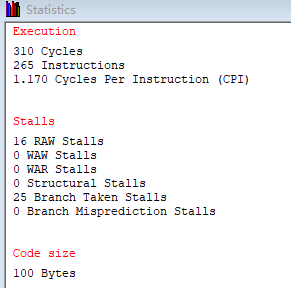 Statistics
Execution
310 Cycles
265 Instructions
1.170 Cycles Per Instruction (CPI)
Stalls
16 RAW Stalls
0 WAW Stalls
0 WAR Stalls
0 Structural Stalls
25 Branch Taken Stalls
0 Branch Misprediction Stalls
Code size
100 Bytes